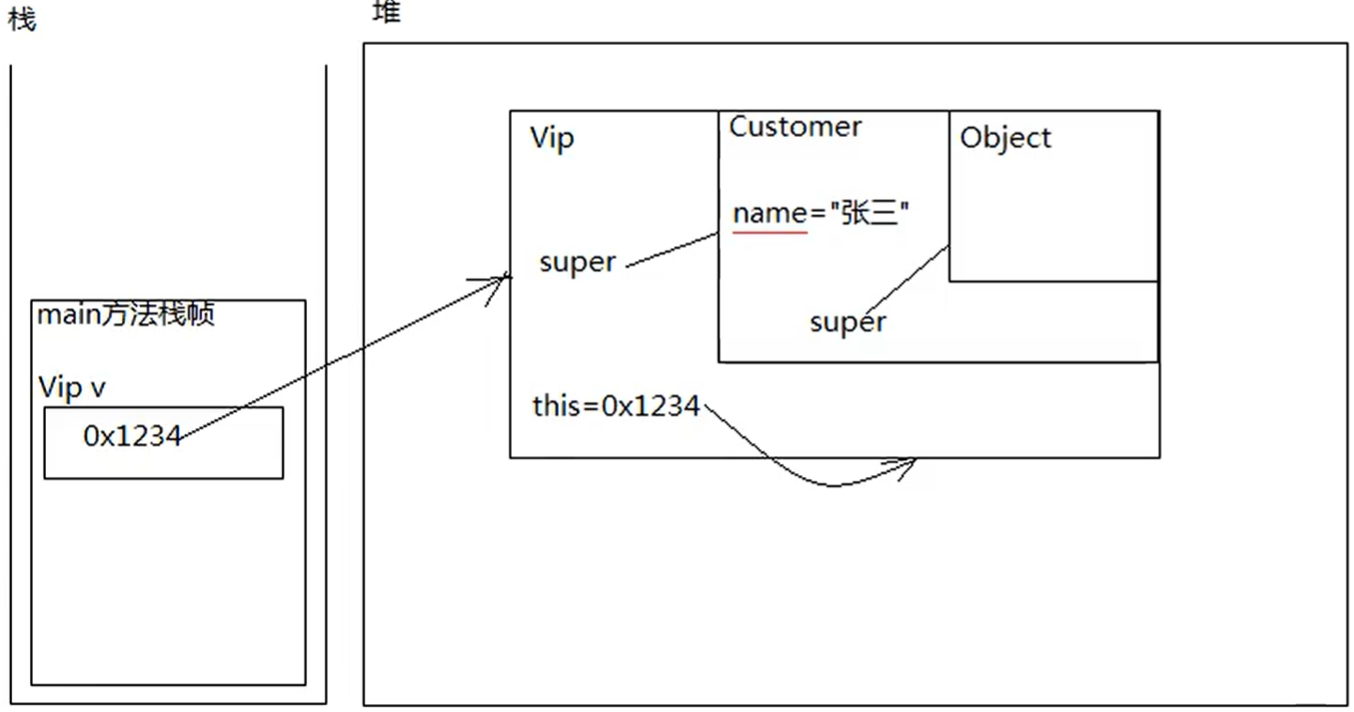 栈
堆
Vip
Customer
Object
name="张三"
super
super
main方法栈帧
Vip v
0x1234
this=0x1234